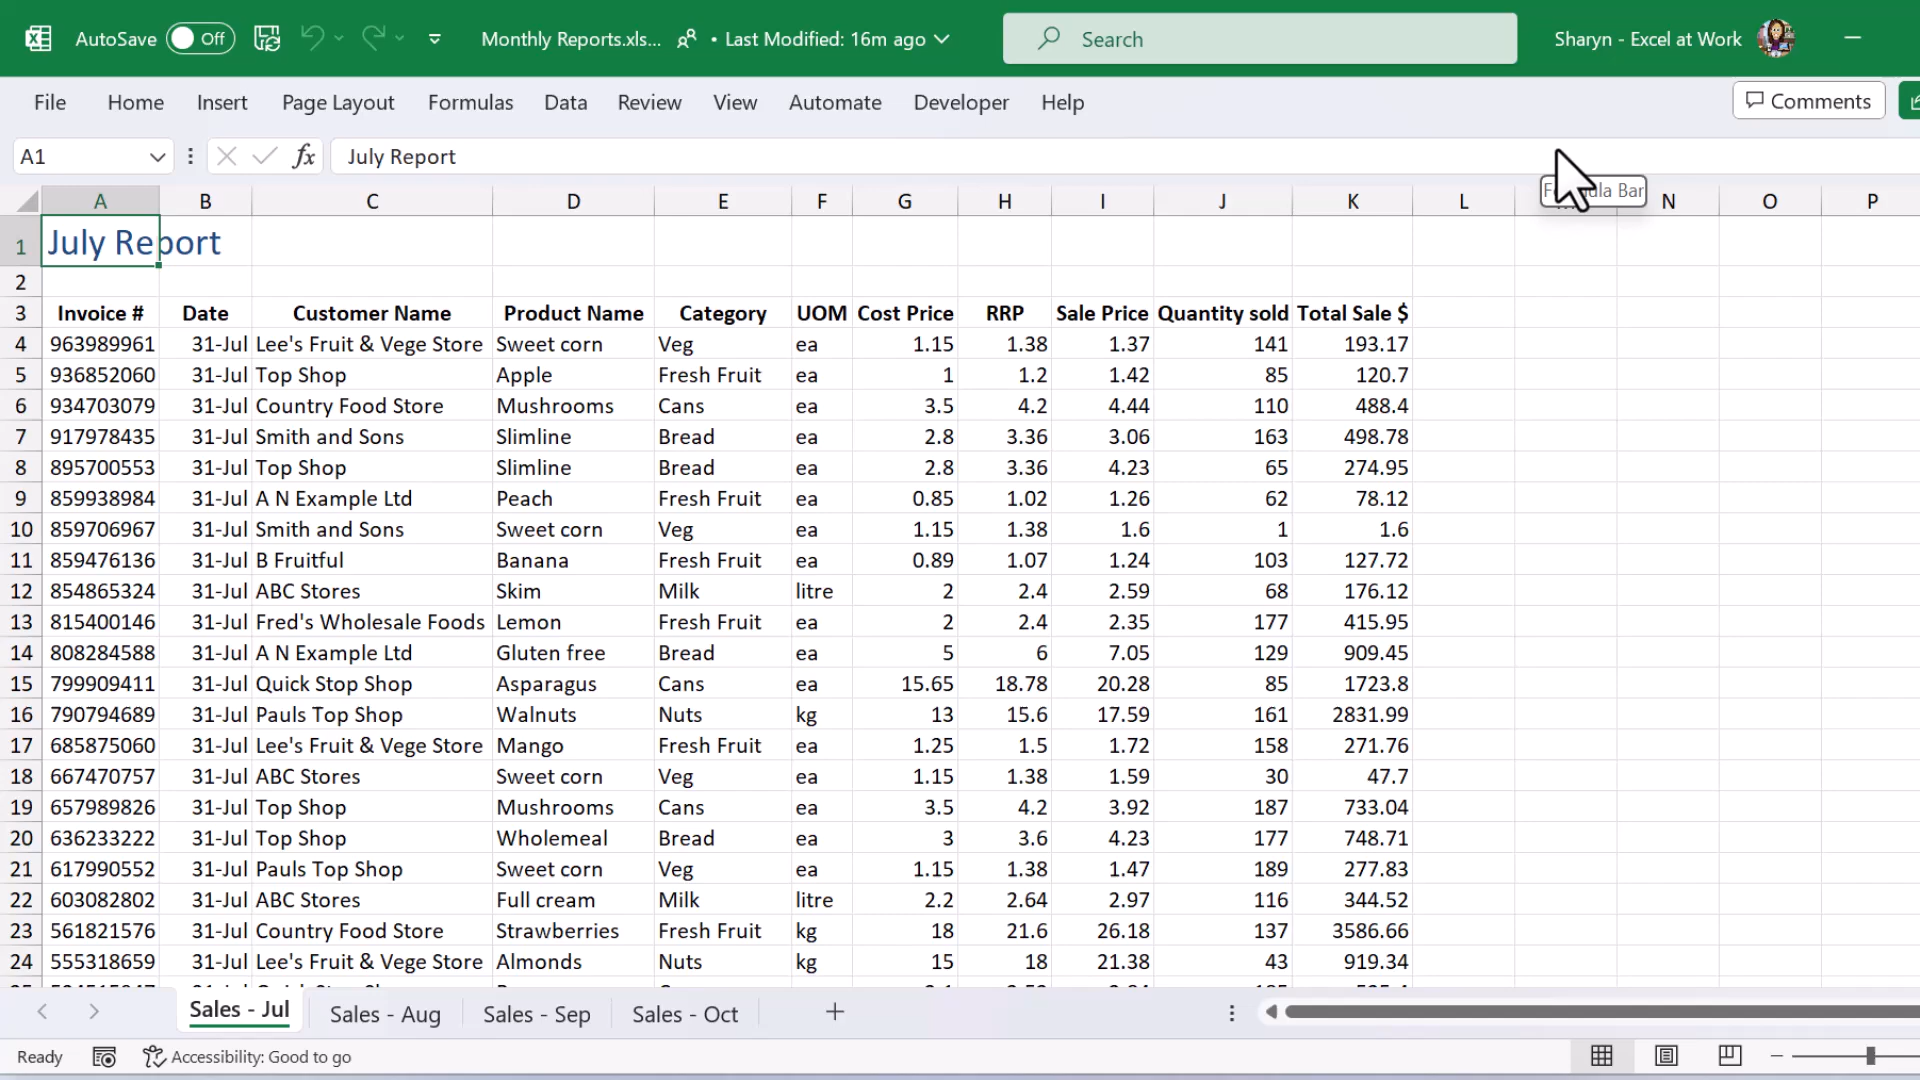 AutoSave Off Monthly Reports.xls... • Last Modified: 16m ago Search Sharyn - Excel at Work
File Home Insert Page Layout Formulas Data Review View Automate Developer Help Comments
A1 fx July Report
A B C D E F G H I J K L N O P
1 July Report
2
3 Invoice # Date Customer Name Product Name Category UOM Cost Price RRP Sale Price Quantity sold Total Sale $
4 963989961 31-Jul Lee's Fruit & Vege Store Sweet corn Veg ea 1.15 1.38 1.37 141 193.17
5 936852060 31-Jul Top Shop Apple Fresh Fruit ea 1 1.2 1.42 85 120.7
6 934703079 31-Jul Country Food Store Mushrooms Cans ea 3.5 4.2 4.44 110 488.4
7 917978435 31-Jul Smith and Sons Slimline Bread ea 2.8 3.36 3.06 163 498.78
8 895700553 31-Jul Top Shop Slimline Bread ea 2.8 3.36 4.23 65 274.95
9 859938984 31-Jul A N Example Ltd Peach Fresh Fruit ea 0.85 1.02 1.26 62 78.12
10 859706967 31-Jul Smith and Sons Sweet corn Veg ea 1.15 1.38 1.6 1 1.6
11 859476136 31-Jul B Fruitful Banana Fresh Fruit ea 0.89 1.07 1.24 103 127.72
12 854865324 31-Jul ABC Stores Skim Milk litre 2 2.4 2.59 68 176.12
13 815400146 31-Jul Fred's Wholesale Foods Lemon Fresh Fruit ea 2 2.4 2.35 177 415.95
14 808284588 31-Jul A N Example Ltd Gluten free Bread ea 5 6 7.05 129 909.45
15 799909411 31-Jul Quick Stop Shop Asparagus Cans ea 15.65 18.78 20.28 85 1723.8
16 790794689 31-Jul Pauls Top Shop Walnuts Nuts kg 13 15.6 17.59 161 2831.99
17 685875060 31-Jul Lee's Fruit & Vege Store Mango Fresh Fruit ea 1.25 1.5 1.72 158 271.76
18 667470757 31-Jul ABC Stores Sweet corn Veg ea 1.15 1.38 1.59 30 47.7
19 657989826 31-Jul Top Shop Mushrooms Cans ea 3.5 4.2 3.92 187 733.04
20 636233222 31-Jul Top Shop Wholemeal Bread ea 3 3.6 4.23 177 748.71
21 617990552 31-Jul Pauls Top Shop Sweet corn Veg ea 1.15 1.38 1.47 189 277.83
22 603082802 31-Jul ABC Stores Full cream Milk litre 2.2 2.64 2.97 116 344.52
23 561821576 31-Jul Country Food Store Strawberries Fresh Fruit kg 18 21.6 26.18 137 3586.66
24 555318659 31-Jul Lee's Fruit & Vege Store Almonds Nuts kg 15 18 21.38 43 919.34
Sales - Jul Sales - Aug Sales - Sep Sales - Oct
Ready Accessibility: Good to go